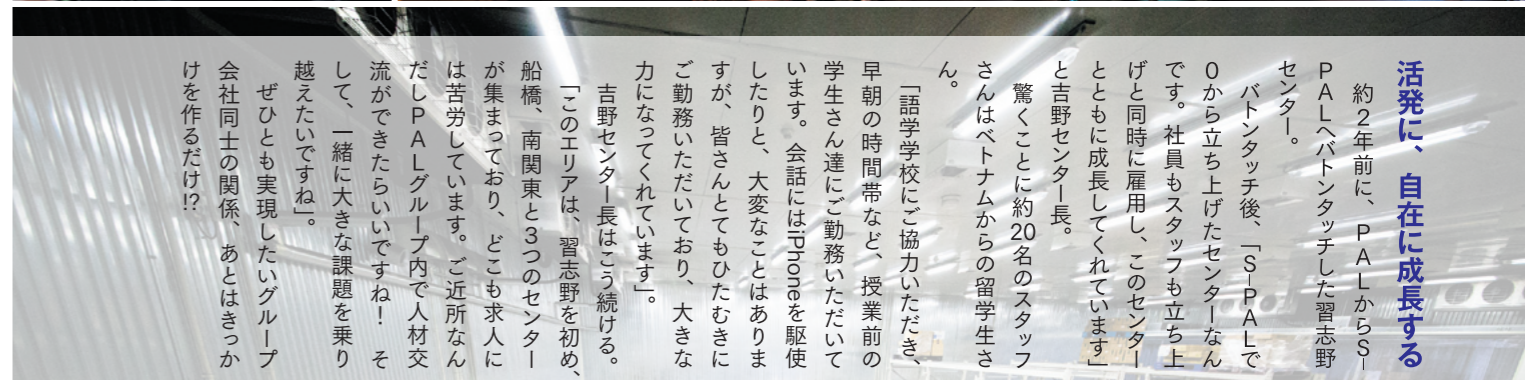 活発に、自在に成長する
　約２年前に、ＰＡＬからＳ−
ＰＡＬへバトンタッチした習志野
センター。
　バトンタッチ後、「Ｓ−ＰＡＬで
０から立ち上げたセンターなん
です。社員もスタッフも立ち上
げと同時に雇用し、このセンター
とともに成長してくれています」
と吉野センター長。
　驚くことに約20名のスタッフ
さんはベトナムからの留学生さ
ん。
　「語学学校にご協力いただき、
早朝の時間帯など、授業前の
学生さん達にご勤務いただいて
います。会話にはiPhoneを駆使
したりと、大変なことはありま
すが、皆さんとてもひたむきに
ご勤務いただいており、大きな
力になってくれています」。
　吉野センター長はこう続ける。
「このエリアは、習志野を初め、
船橋、南関東と３つのセンター
が集まっており、どこも求人に
は苦労しています。ご近所なん
だしＰＡＬグループ内で人材交
流ができたらいいですね！　そ
して、一緒に大きな課題を乗り
越えたいですね」。
　ぜひとも実現したいグループ
会社同士の関係、あとはきっか
けを作るだけ!?